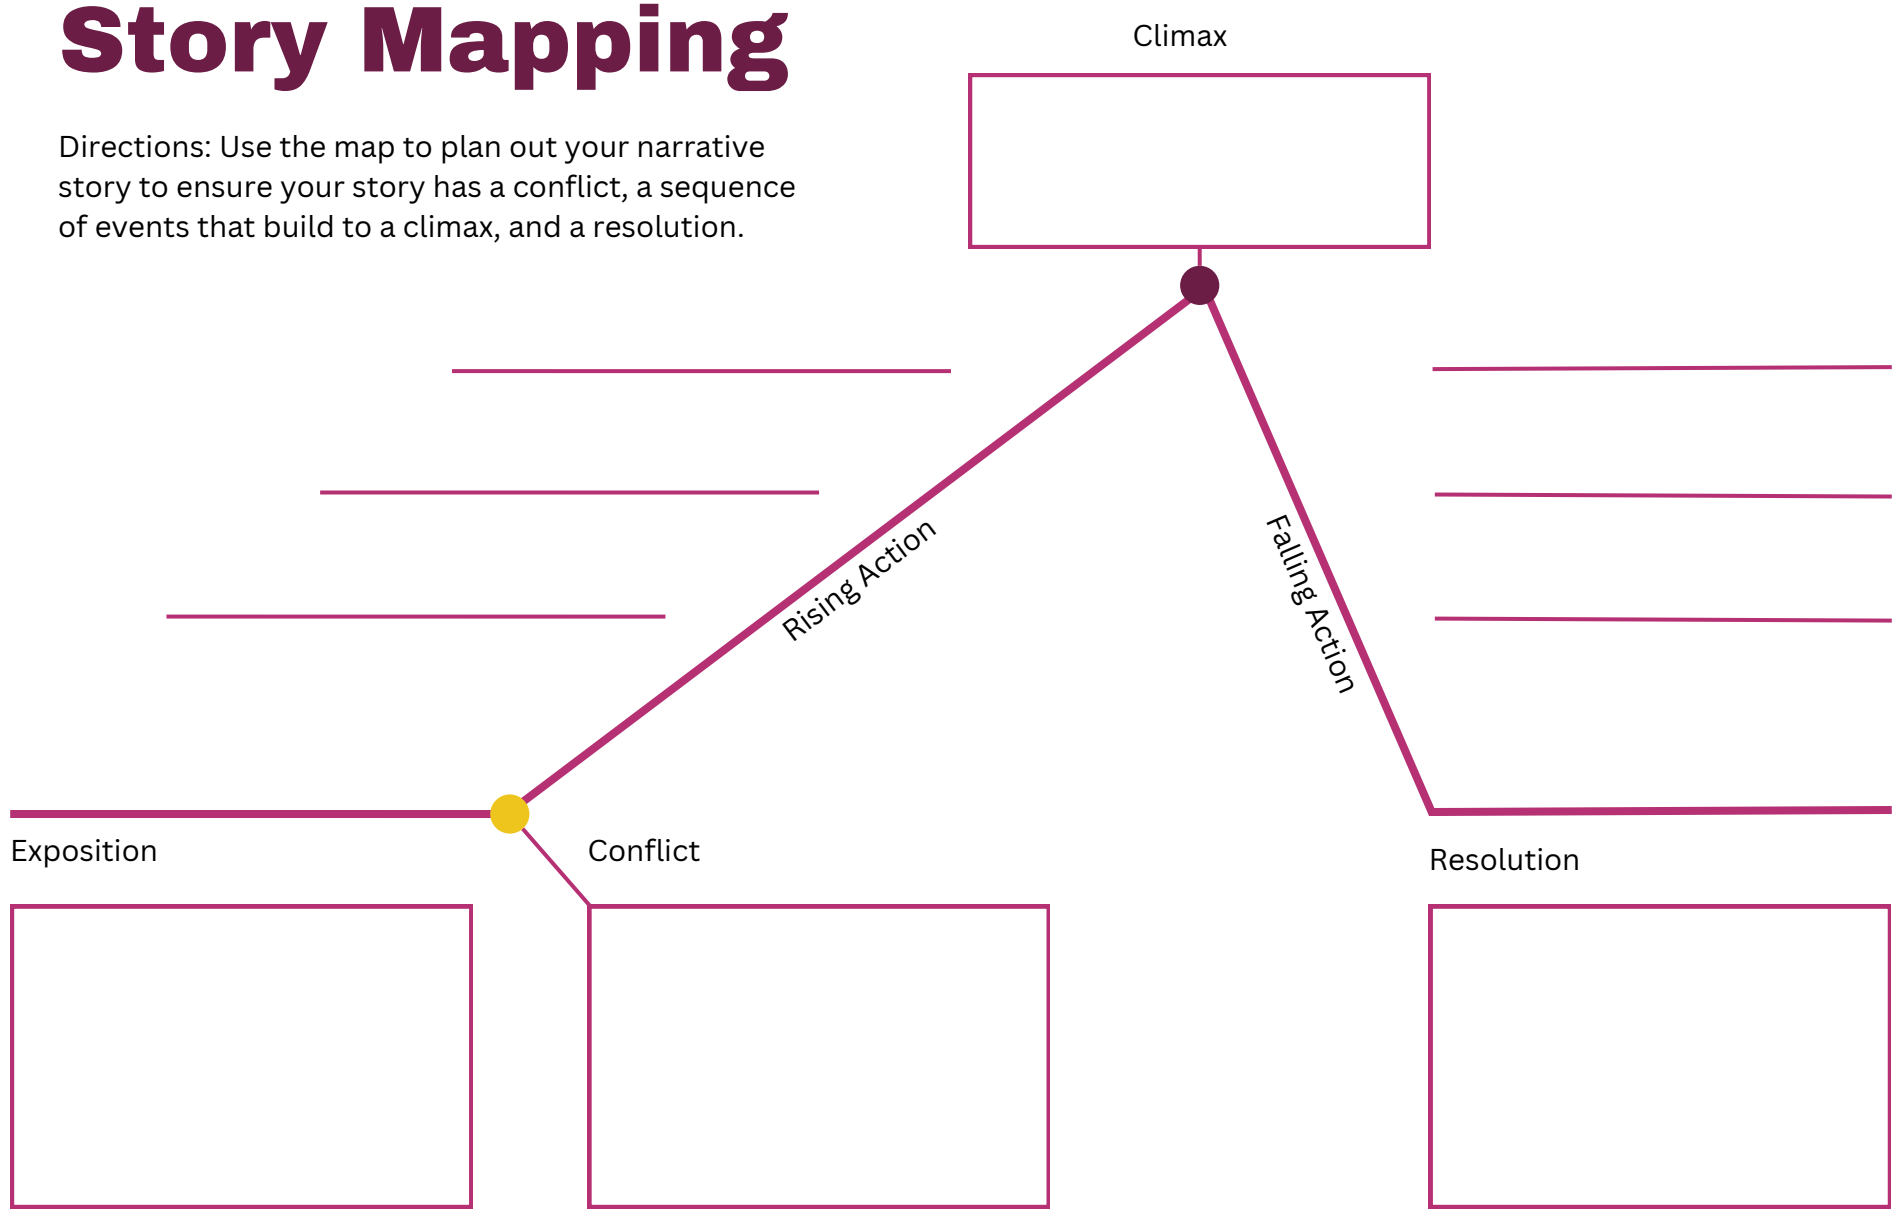 Story Mapping
Directions: Use the map to plan out your narrative
story to ensure your story has a conflict, a sequence
of events that build to a climax, and a resolution.
Climax
Rising Action
Falling Action
Exposition
Conflict
Resolution